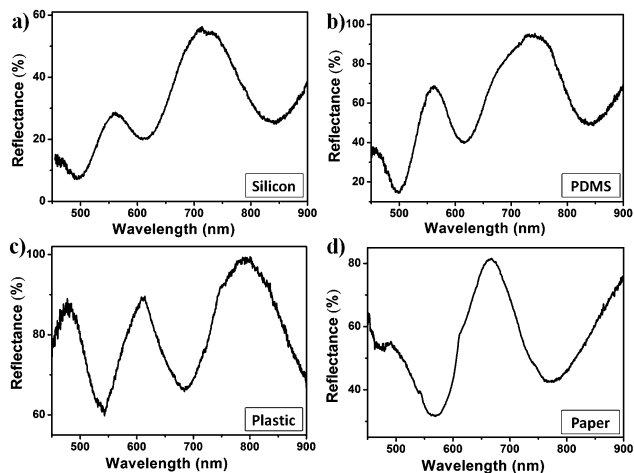 a)
60
40
20
0
Reflectance (%)
500 600 700 800 900
Wavelength (nm)
Silicon
b)
100
80
60
40
20
Reflectance (%)
500 600 700 800 900
Wavelength (nm)
PDMS
c)
100
80
60
Reflectance (%)
500 600 700 800 900
Wavelength (nm)
Plastic
d)
80
60
40
Reflectance (%)
500 600 700 800 900
Wavelength (nm)
Paper